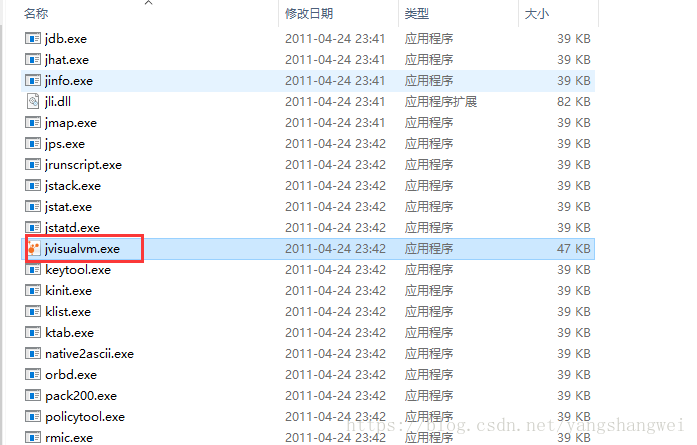 名称 修改日期 类型 大小
jdb.exe 2011-04-24 23:41 应用程序 39 KB
jhat.exe 2011-04-24 23:41 应用程序 39 KB
jinfo.exe 2011-04-24 23:41 应用程序 39 KB
jli.dll 2011-04-24 23:41 应用程序扩展 82 KB
jmap.exe 2011-04-24 23:41 应用程序 39 KB
jps.exe 2011-04-24 23:42 应用程序 39 KB
jrunscript.exe 2011-04-24 23:42 应用程序 39 KB
jstack.exe 2011-04-24 23:42 应用程序 39 KB
jstat.exe 2011-04-24 23:42 应用程序 39 KB
jstatd.exe 2011-04-24 23:42 应用程序 39 KB
jvisualvm.exe 2011-04-24 23:42 应用程序 47 KB
keytool.exe 2011-04-24 23:42 应用程序 39 KB
kinit.exe 2011-04-24 23:42 应用程序 39 KB
klist.exe 2011-04-24 23:42 应用程序 39 KB
ktab.exe 2011-04-24 23:42 应用程序 39 KB
native2ascii.exe 2011-04-24 23:42 应用程序 39 KB
orbd.exe 2011-04-24 23:42 应用程序 39 KB
pack200.exe 2011-04-24 23:42 应用程序 39 KB
policytool.exe 2011-04-24 23:42 应用程序 39 KB
https://blog.csdn.net/yangshangwei
rmic.exe 2011-04-24 23:42 应用程序 39 KB